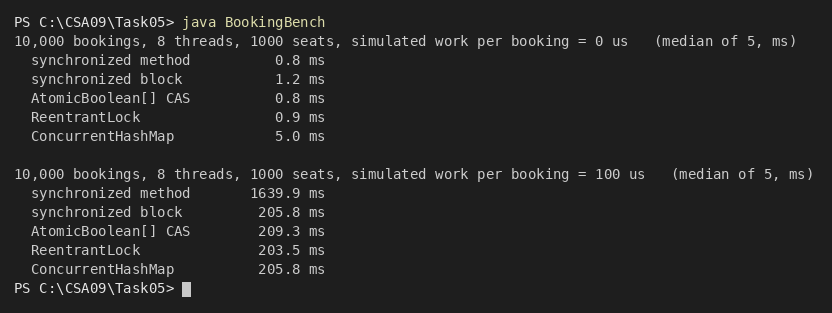 PS C:\CSA09\Task05> java BookingBench
10,000 bookings, 8 threads, 1000 seats, simulated work per booking = 0 us   (median of 5, ms)
  synchronized method          0.8 ms
  synchronized block           1.2 ms
  AtomicBoolean[] CAS          0.8 ms
  ReentrantLock                0.9 ms
  ConcurrentHashMap            5.0 ms

10,000 bookings, 8 threads, 1000 seats, simulated work per booking = 100 us   (median of 5, ms)
  synchronized method       1639.9 ms
  synchronized block         205.8 ms
  AtomicBoolean[] CAS        209.3 ms
  ReentrantLock              203.5 ms
  ConcurrentHashMap          205.8 ms
PS C:\CSA09\Task05>